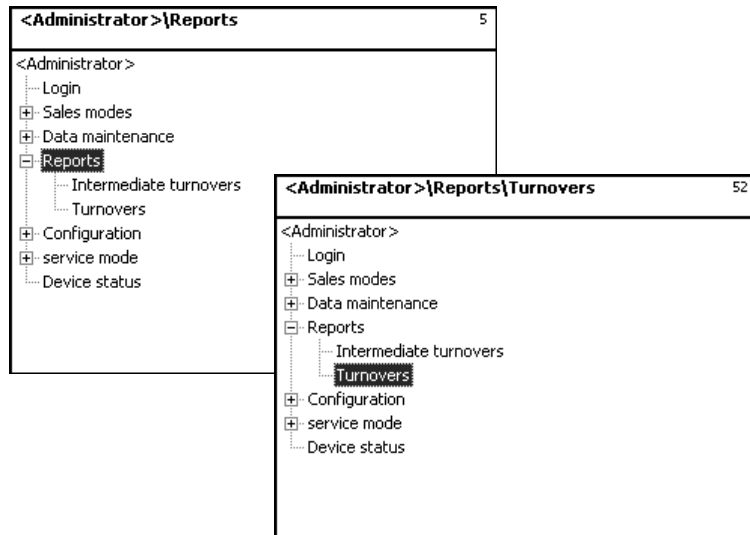 <Administrator>\Reports 5
<Administrator>
Login
Sales modes
Data maintenance
Reports
Intermediate turnovers
Turnovers
Configuration
service mode
Device status
<Administrator>\Reports\Turnovers 52
<Administrator>
Login
Sales modes
Data maintenance
Reports
Intermediate turnovers
Turnovers
Configuration
service mode
Device status